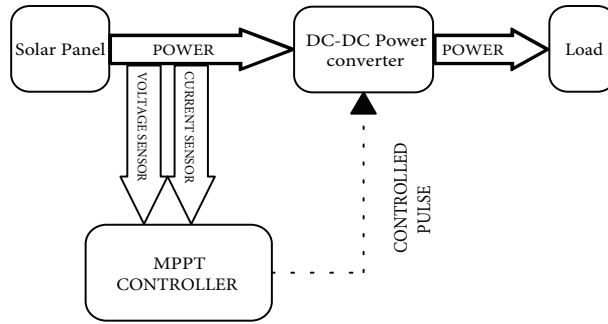 Solar Panel
POWER
DC-DC Power
converter
POWER
Load
VOLTAGE SENSOR
CURRENT SENSOR
CONTROLLED
PULSE
MPPT
CONTROLLER